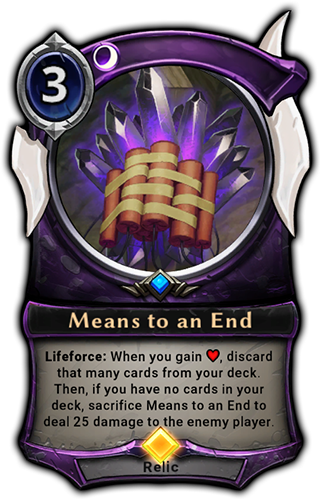 3
Means to an End
Lifeforce: When you gain ❤, discard
that many cards from your deck.
Then, if you have no cards in your
deck, sacrifice Means to an End to
deal 25 damage to the enemy player.
Relic